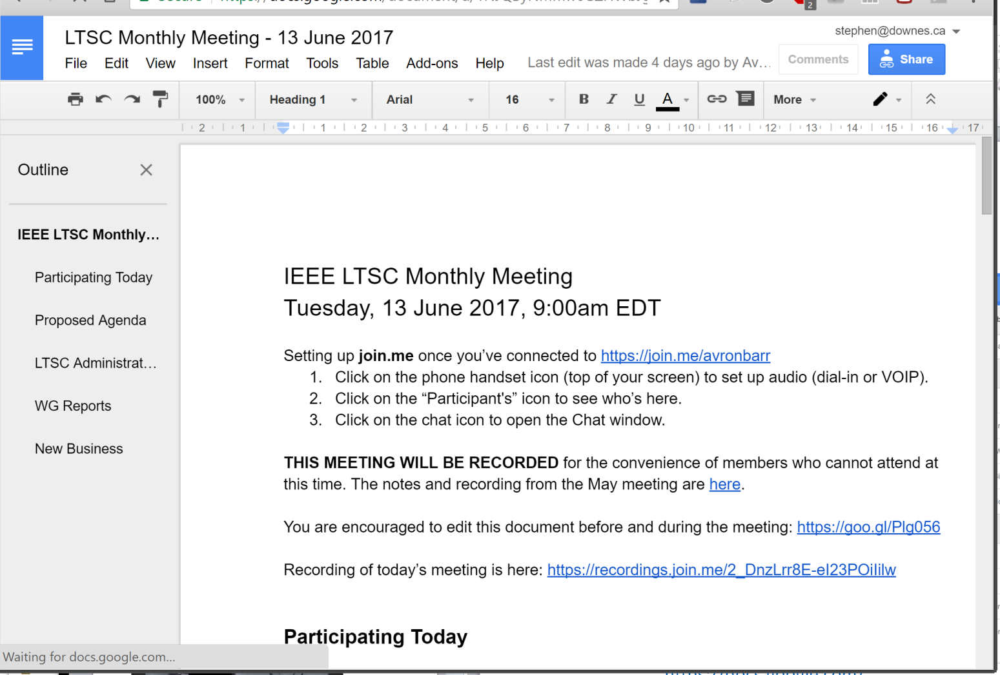 Secure
LTSC Monthly Meeting - 13 June 2017
stephen@downes.ca
File Edit View Insert Format Tools Table Add-ons Help Last edit was made 4 days ago by Av... Comments Share
2
100% Heading 1 Arial 16 B I U A More
2 1 1 2 3 4 5 6 7 8 9 10 11 12 13 14 15 16 17
Outline
IEEE LTSC Monthly...
Participating Today
Proposed Agenda
LTSC Administrat...
WG Reports
New Business
IEEE LTSC Monthly Meeting
Tuesday, 13 June 2017, 9:00am EDT
Setting up join.me once you’ve connected to https://join.me/avronbarr
1. Click on the phone handset icon (top of your screen) to set up audio (dial-in or VOIP).
2. Click on the “Participant's” icon to see who’s here.
3. Click on the chat icon to open the Chat window.
THIS MEETING WILL BE RECORDED for the convenience of members who cannot attend at
this time. The notes and recording from the May meeting are here.
You are encouraged to edit this document before and during the meeting: https://goo.gl/Plg056
Recording of today’s meeting is here: https://recordings.join.me/2_DnzLrr8E-eI23POiIilw
Participating Today
Waiting for docs.google.com...